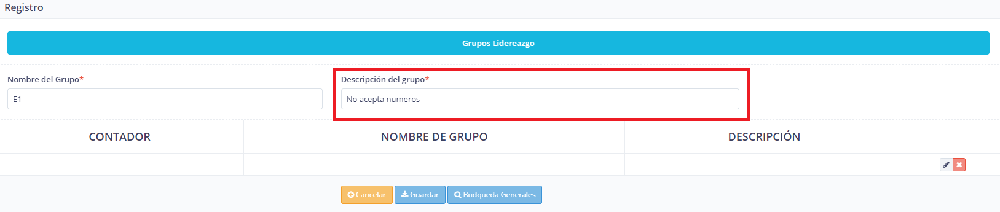 Registro
Grupos Lidereazgo
Nombre del Grupo* Descripción del grupo*
E1 No acepta numeros
CONTADOR NOMBRE DE GRUPO DESCRIPCIÓN
Cancelar Guardar Budqueda Generales